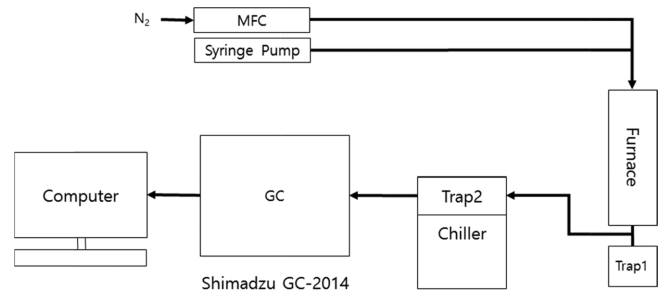 N₂
MFC
Syringe Pump
Furnace
Computer
GC
Trap2
Chiller
Trap1
Shimadzu GC-2014